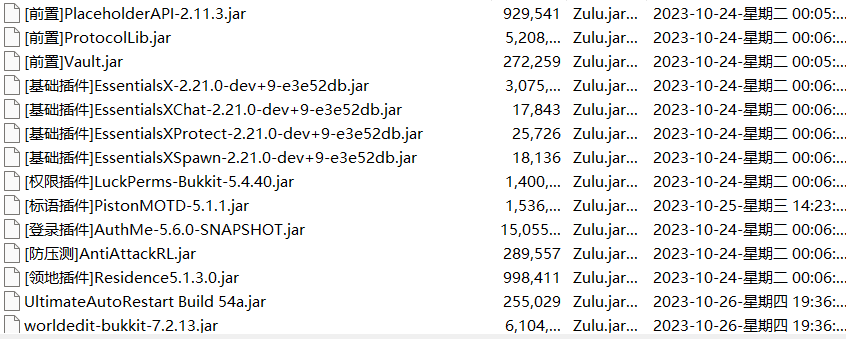 [前置]PlaceholderAPI-2.11.3.jar 929,541 Zulu.jar... 2023-10-24-星期二 00:05:...
[前置]ProtocolLib.jar 5,208,... Zulu.jar... 2023-10-24-星期二 00:06:...
[前置]Vault.jar 272,259 Zulu.jar... 2023-10-24-星期二 00:05:...
[基础插件]EssentialsX-2.21.0-dev+9-e3e52db.jar 3,075,... Zulu.jar... 2023-10-24-星期二 00:06:...
[基础插件]EssentialsXChat-2.21.0-dev+9-e3e52db.jar 17,843 Zulu.jar... 2023-10-24-星期二 00:06:...
[基础插件]EssentialsXProtect-2.21.0-dev+9-e3e52db.jar 25,726 Zulu.jar... 2023-10-24-星期二 00:06:...
[基础插件]EssentialsXSpawn-2.21.0-dev+9-e3e52db.jar 18,136 Zulu.jar... 2023-10-24-星期二 00:06:...
[权限插件]LuckPerms-Bukkit-5.4.40.jar 1,400,... Zulu.jar... 2023-10-24-星期二 00:06:...
[标语插件]PistonMOTD-5.1.1.jar 1,536,... Zulu.jar... 2023-10-25-星期三 14:23:...
[登录插件]AuthMe-5.6.0-SNAPSHOT.jar 15,055... Zulu.jar... 2023-10-24-星期二 00:06:...
[防压测]AntiAttackRL.jar 289,557 Zulu.jar... 2023-10-24-星期二 00:06:...
[领地插件]Residence5.1.3.0.jar 998,411 Zulu.jar... 2023-10-24-星期二 00:06:...
UltimateAutoRestart Build 54a.jar 255,029 Zulu.jar... 2023-10-26-星期四 19:36:...
worldedit-bukkit-7.2.13.jar 6,104,... Zulu.jar... 2023-10-26-星期四 19:36:...